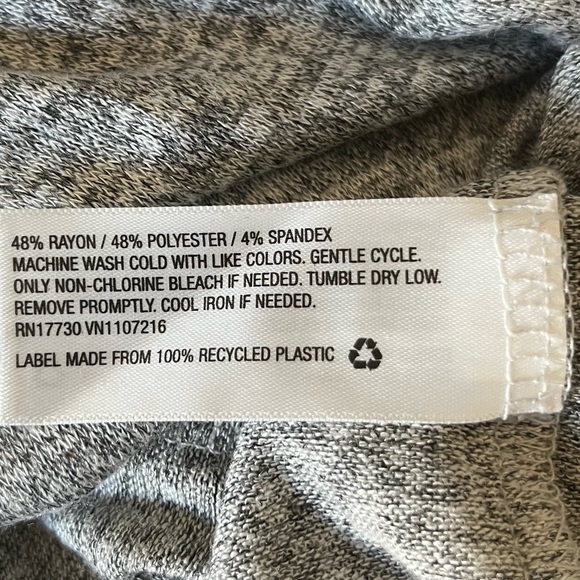 48% RAYON / 48% POLYESTER / 4% SPANDEX
MACHINE WASH COLD WITH LIKE COLORS. GENTLE CYCLE.
ONLY NON-CHLORINE BLEACH IF NEEDED. TUMBLE DRY LOW.
REMOVE PROMPTLY. COOL IRON IF NEEDED.
RN17730 VN1107216
LABEL MADE FROM 100% RECYCLED PLASTIC